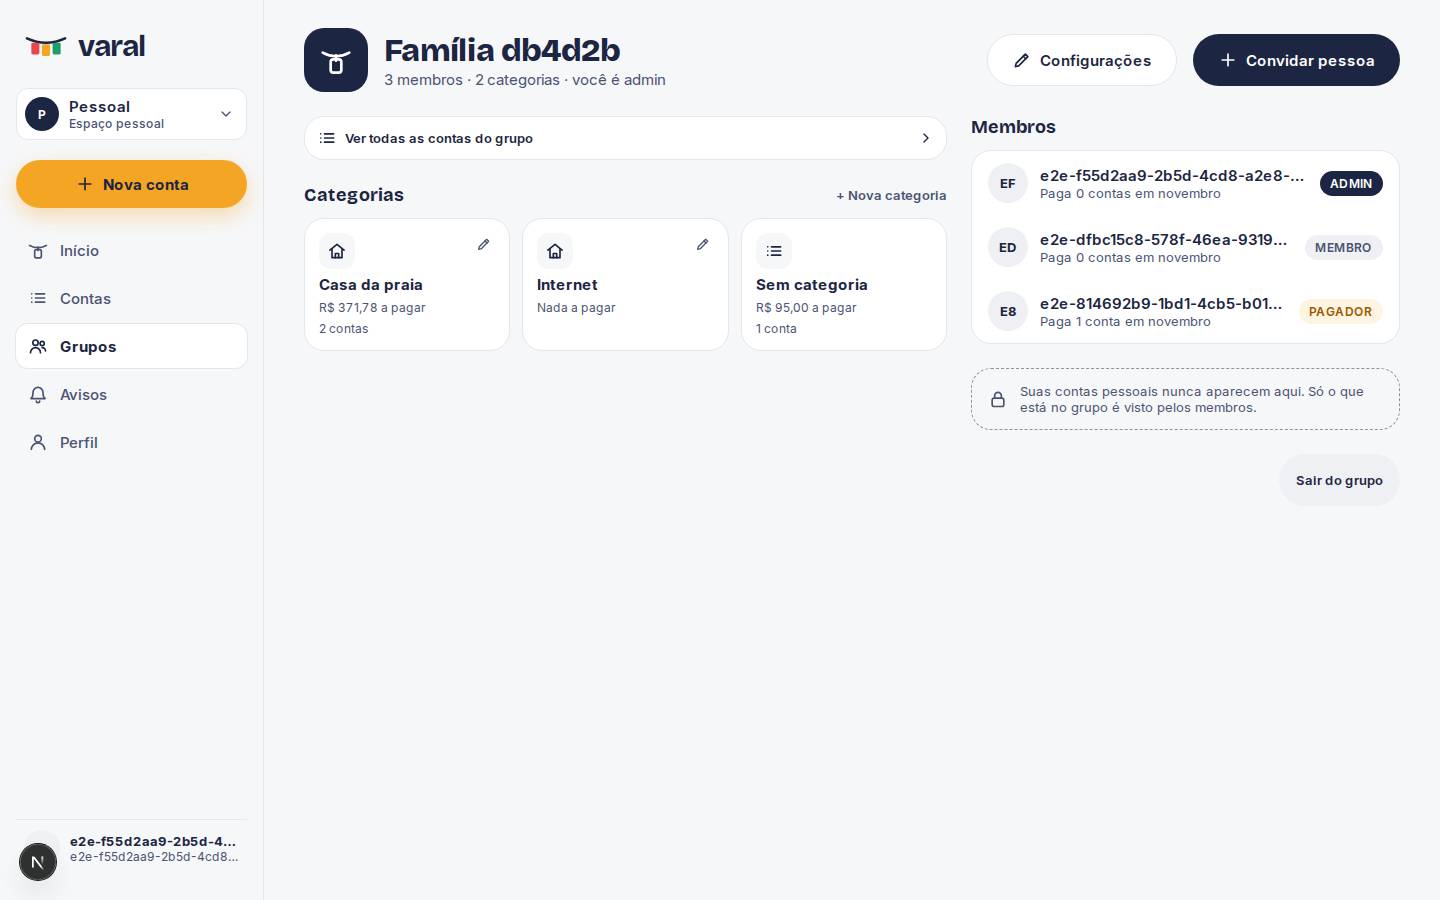 varal
P
Pessoal
Espaço pessoal
+ Nova conta
Início
Contas
Grupos
Avisos
Perfil
e2e-f55d2aa9-2b5d-4...
e2e-f55d2aa9-2b5d-4cd8...
N
Família db4d2b
3 membros · 2 categorias · você é admin
Configurações
+ Convidar pessoa
Ver todas as contas do grupo
Categorias
+ Nova categoria
Casa da praia
R$ 371,78 a pagar
2 contas
Internet
Nada a pagar
Sem categoria
R$ 95,00 a pagar
1 conta
Membros
EF
e2e-f55d2aa9-2b5d-4cd8-a2e8-...
Paga 0 contas em novembro
ADMIN
ED
e2e-dfbc15c8-578f-46ea-9319...
Paga 0 contas em novembro
MEMBRO
E8
e2e-814692b9-1bd1-4cb5-b01...
Paga 1 conta em novembro
PAGADOR
Suas contas pessoais nunca aparecem aqui. Só o que
está no grupo é visto pelos membros.
Sair do grupo